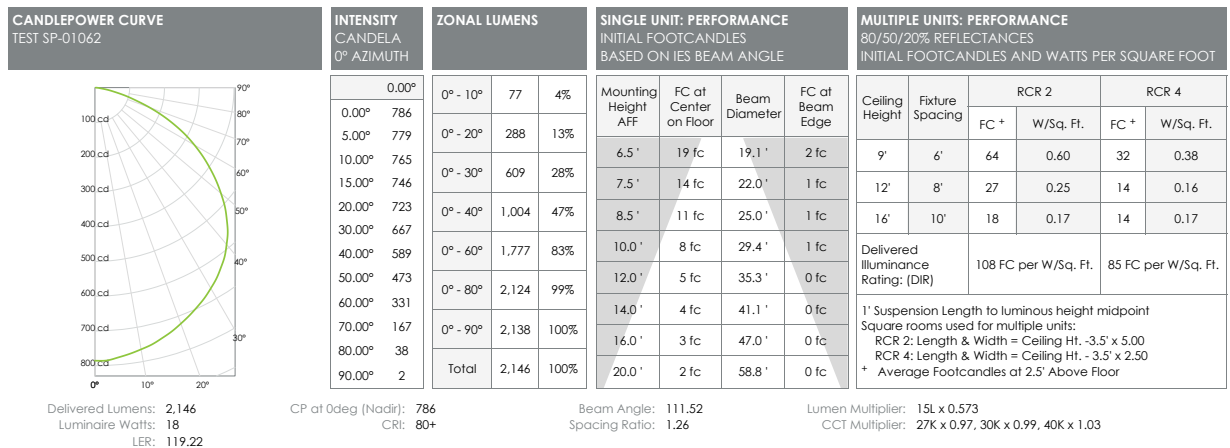 CANDLEPOWER CURVE
TEST SP-01062
90°
80°
70°
60°
50°
40°
30°
100 cd
200 cd
300 cd
400 cd
500 cd
600 cd
700 cd
800 cd
0° 10° 20°
INTENSITY
CANDELA
0° AZIMUTH
0.00°
0.00° 786
5.00° 779
10.00° 765
15.00° 746
20.00° 723
30.00° 667
40.00° 589
50.00° 473
60.00° 331
70.00° 167
80.00° 38
90.00° 2
ZONAL LUMENS
0° - 10° 77 4%
0° - 20° 288 13%
0° - 30° 609 28%
0° - 40° 1,004 47%
0° - 60° 1,777 83%
0° - 80° 2,124 99%
0° - 90° 2,138 100%
Total 2,146 100%
SINGLE UNIT: PERFORMANCE
INITIAL FOOTCANDLES
BASED ON IES BEAM ANGLE
Mounting Height AFF FC at Center on Floor Beam Diameter FC at Beam Edge
6.5 ' 19 fc 19.1 ' 2 fc
7.5 ' 14 fc 22.0 ' 1 fc
8.5 ' 11 fc 25.0 ' 1 fc
10.0 ' 8 fc 29.4 ' 1 fc
12.0 ' 5 fc 35.3 ' 0 fc
14.0 ' 4 fc 41.1 ' 0 fc
16.0 ' 3 fc 47.0 ' 0 fc
20.0 ' 2 fc 58.8 ' 0 fc
MULTIPLE UNITS: PERFORMANCE
80/50/20% REFLECTANCES
INITIAL FOOTCANDLES AND WATTS PER SQUARE FOOT
Ceiling Height Fixture Spacing RCR 2 RCR 4
FC + W/Sq. Ft. FC + W/Sq. Ft.
9' 6' 64 0.60 32 0.38
12' 8' 27 0.25 14 0.16
16' 10' 18 0.17 14 0.17
Delivered
Illuminance
Rating: (DIR)
108 FC per W/Sq. Ft. 85 FC per W/Sq. Ft.
1' Suspension Length to luminous height midpoint
Square rooms used for multiple units:
RCR 2: Length & Width = Ceiling Ht. -3.5' x 5.00
RCR 4: Length & Width = Ceiling Ht. - 3.5' x 2.50
+ Average Footcandles at 2.5' Above Floor
Delivered Lumens: 2,146
Luminaire Watts: 18
LER: 119.22
CP at 0deg (Nadir): 786
CRI: 80+
Beam Angle: 111.52
Spacing Ratio: 1.26
Lumen Multiplier: 15L x 0.573
CCT Multiplier: 27K x 0.97, 30K x 0.99, 40K x 1.03